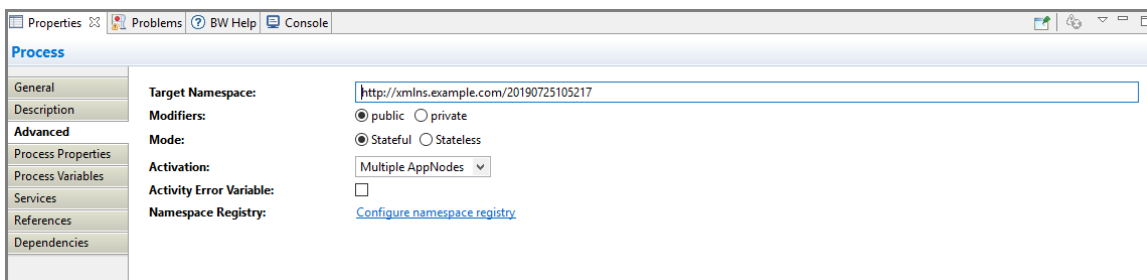 Properties Problems BW Help Console
Process
General
Description
Advanced
Process Properties
Process Variables
Services
References
Dependencies
Target Namespace: http://xmlns.example.com/20190725105217
Modifiers: public private
Mode: Stateful Stateless
Activation: Multiple AppNodes
Activity Error Variable:
Namespace Registry: Configure namespace registry